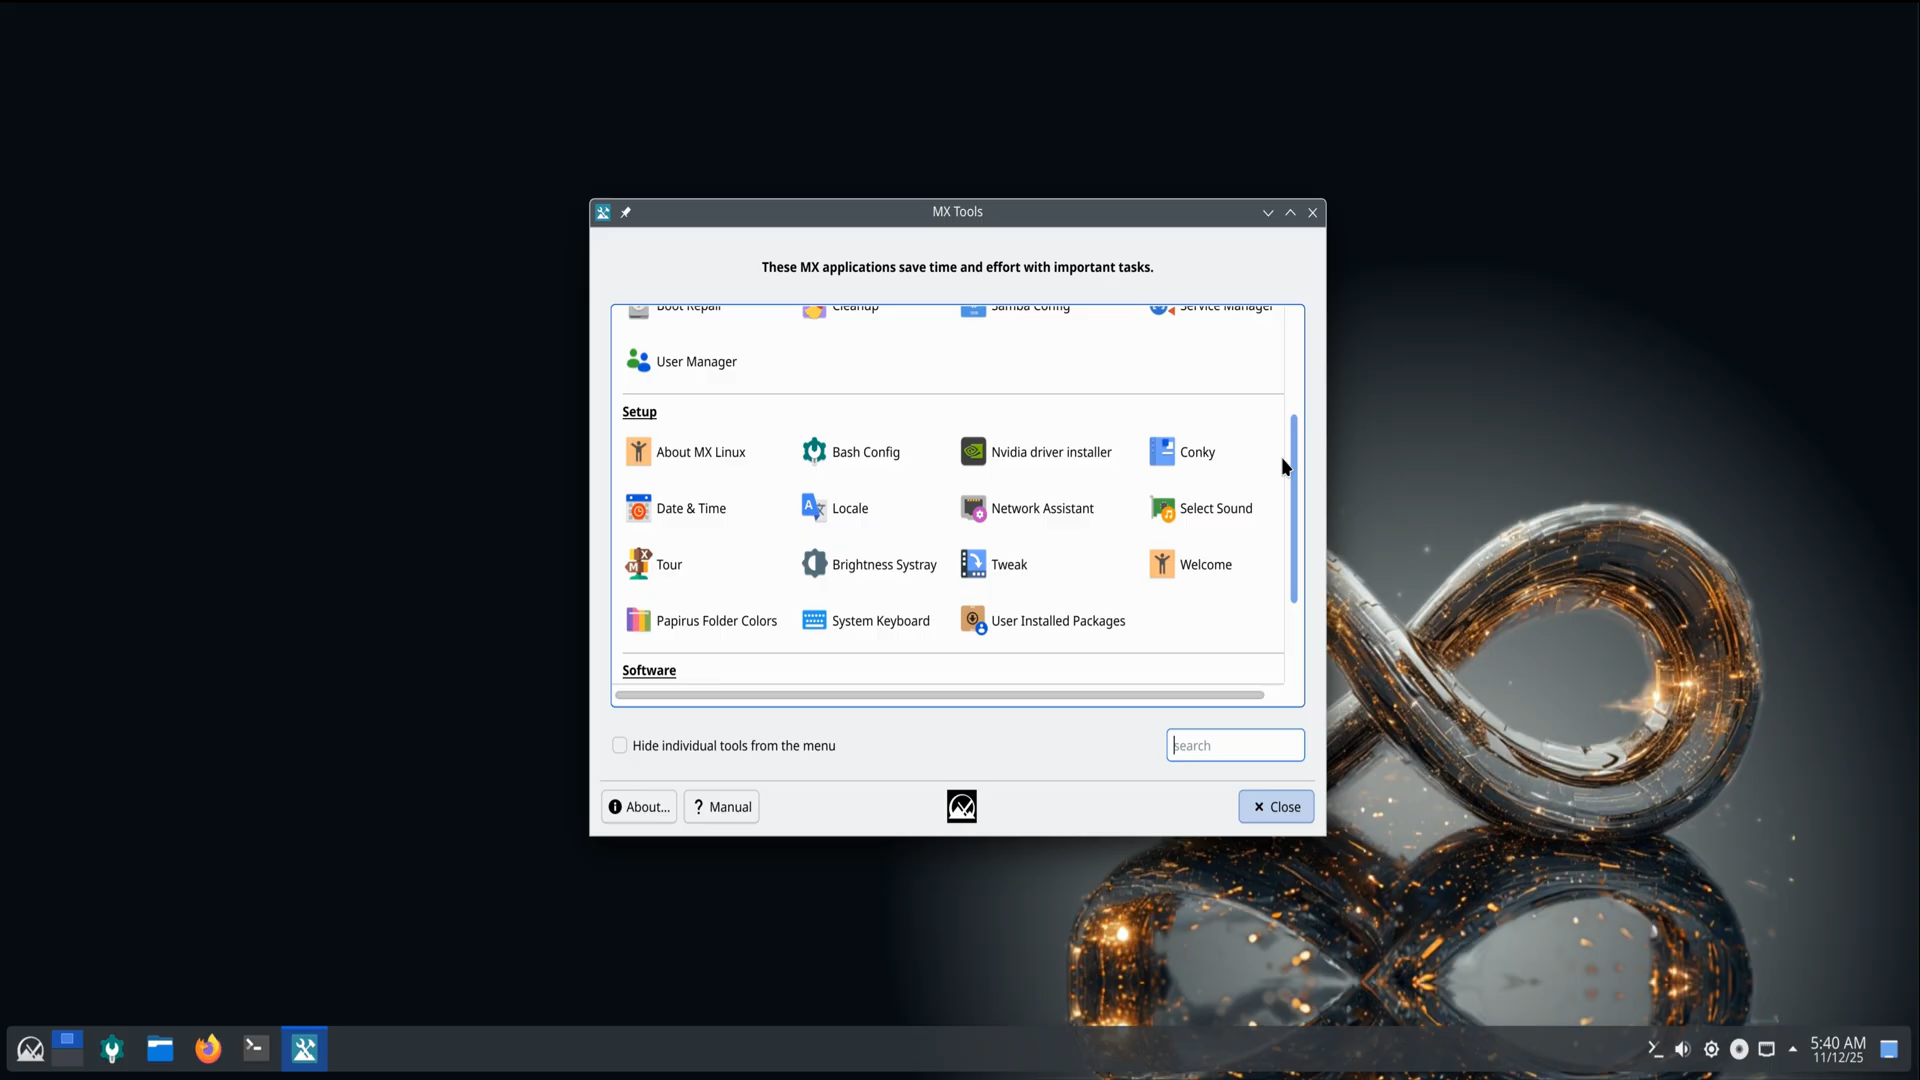 MX Tools
These MX applications save time and effort with important tasks.
Boot Repair Cleanup Samba Config Service Manager
User Manager
Setup
About MX Linux Bash Config Nvidia driver installer Conky
Date & Time Locale Network Assistant Select Sound
Tour Brightness Systray Tweak Welcome
Papirus Folder Colors System Keyboard User Installed Packages
Software
Hide individual tools from the menu search
About... ? Manual Close
5:40 AM
11/12/25